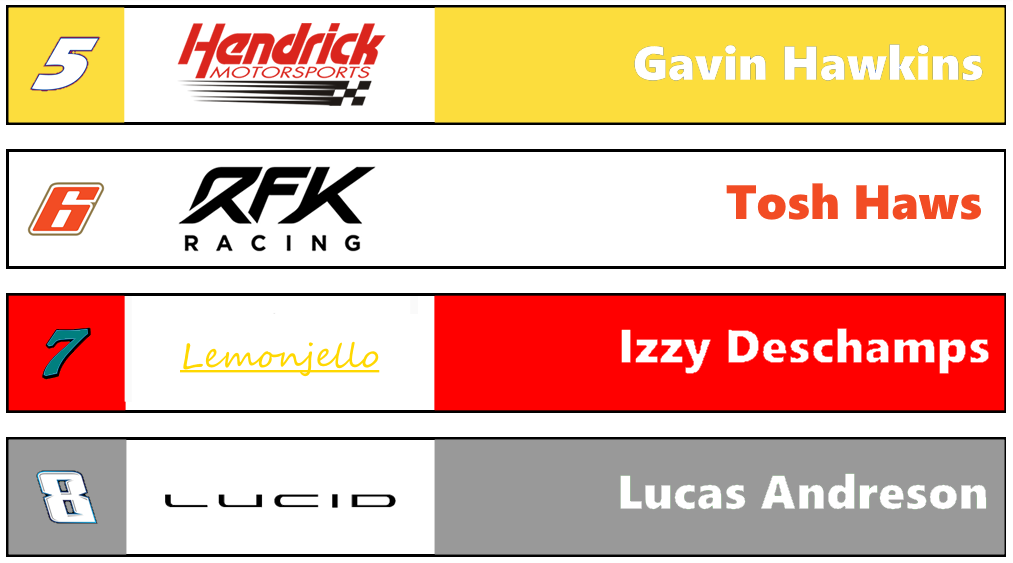 5
Hendrick
MOTORSPORTS
Gavin Hawkins
6
RFK
RACING
Tosh Haws
7
Lemonjello
Izzy Deschamps
8
LUCID
Lucas Andreson